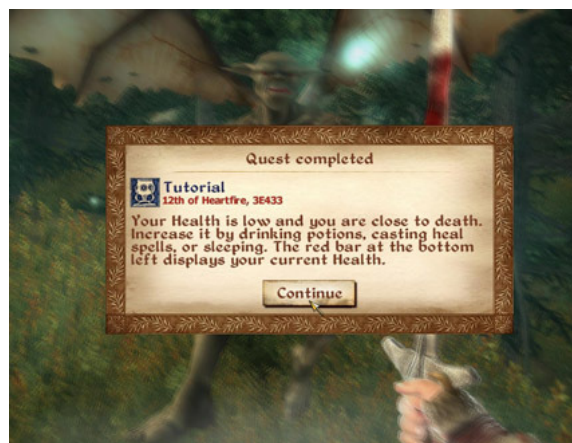 Quest completed
Tutorial
12th of Heartfire, 3E433
Your Health is low and you are close to death.
Increase it by drinking potions, casting heal
spells, or sleeping. The red bar at the bottom
left displays your current Health.
Continue